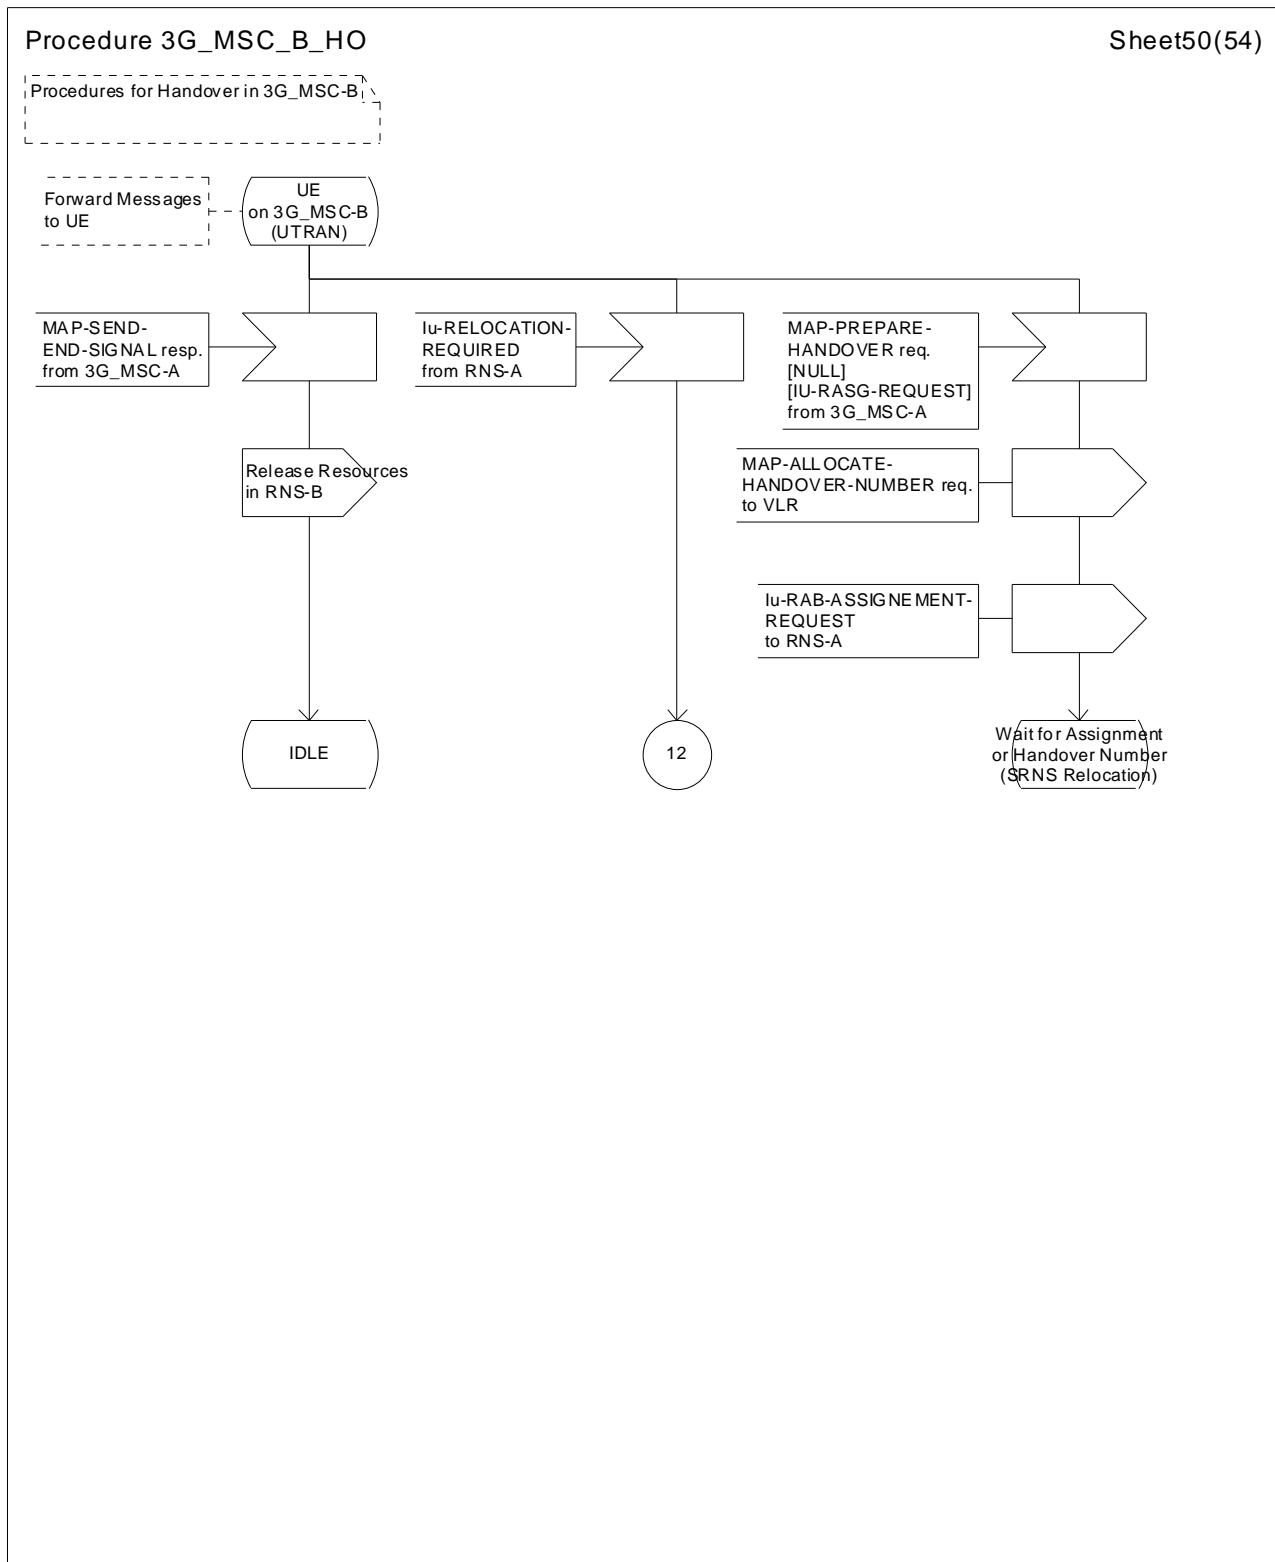 Procedure 3G_MSC_B_HO
Sheet50(54)
Procedures for Handover in 3G_MSC-B
Forward Messages
to UE
UE
on 3G_MSC-B
(UTRAN)
MAP-SEND-
END-SIGNAL resp.
from 3G_MSC-A
Iu-RELOCATION-
REQUIRED
from RNS-A
MAP-PREPARE-
HANDOVER req.
[NULL]
[IU-RASG-REQUEST]
from 3G_MSC-A
Release Resources
in RNS-B
MAP-ALLOCATE-
HANDOVER-NUMBER req.
to VLR
Iu-RAB-ASSIGNEMENT-
REQUEST
to RNS-A
IDLE
12
Wait for Assignment
or Handover Number
(SRNS Relocation)